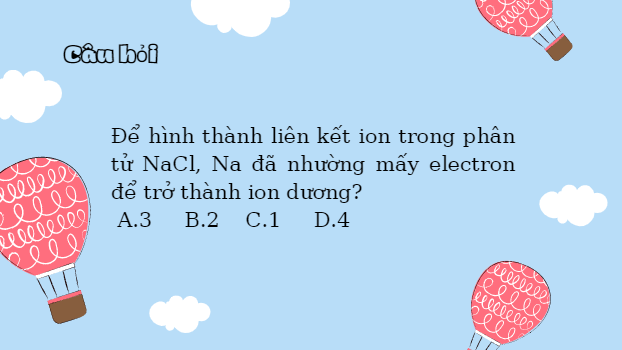 Câu hỏi
Để hình thành liên kết ion trong phân
tử NaCl, Na đã nhường mấy electron
để trở thành ion dương?
A.3 B.2 C.1 D.4